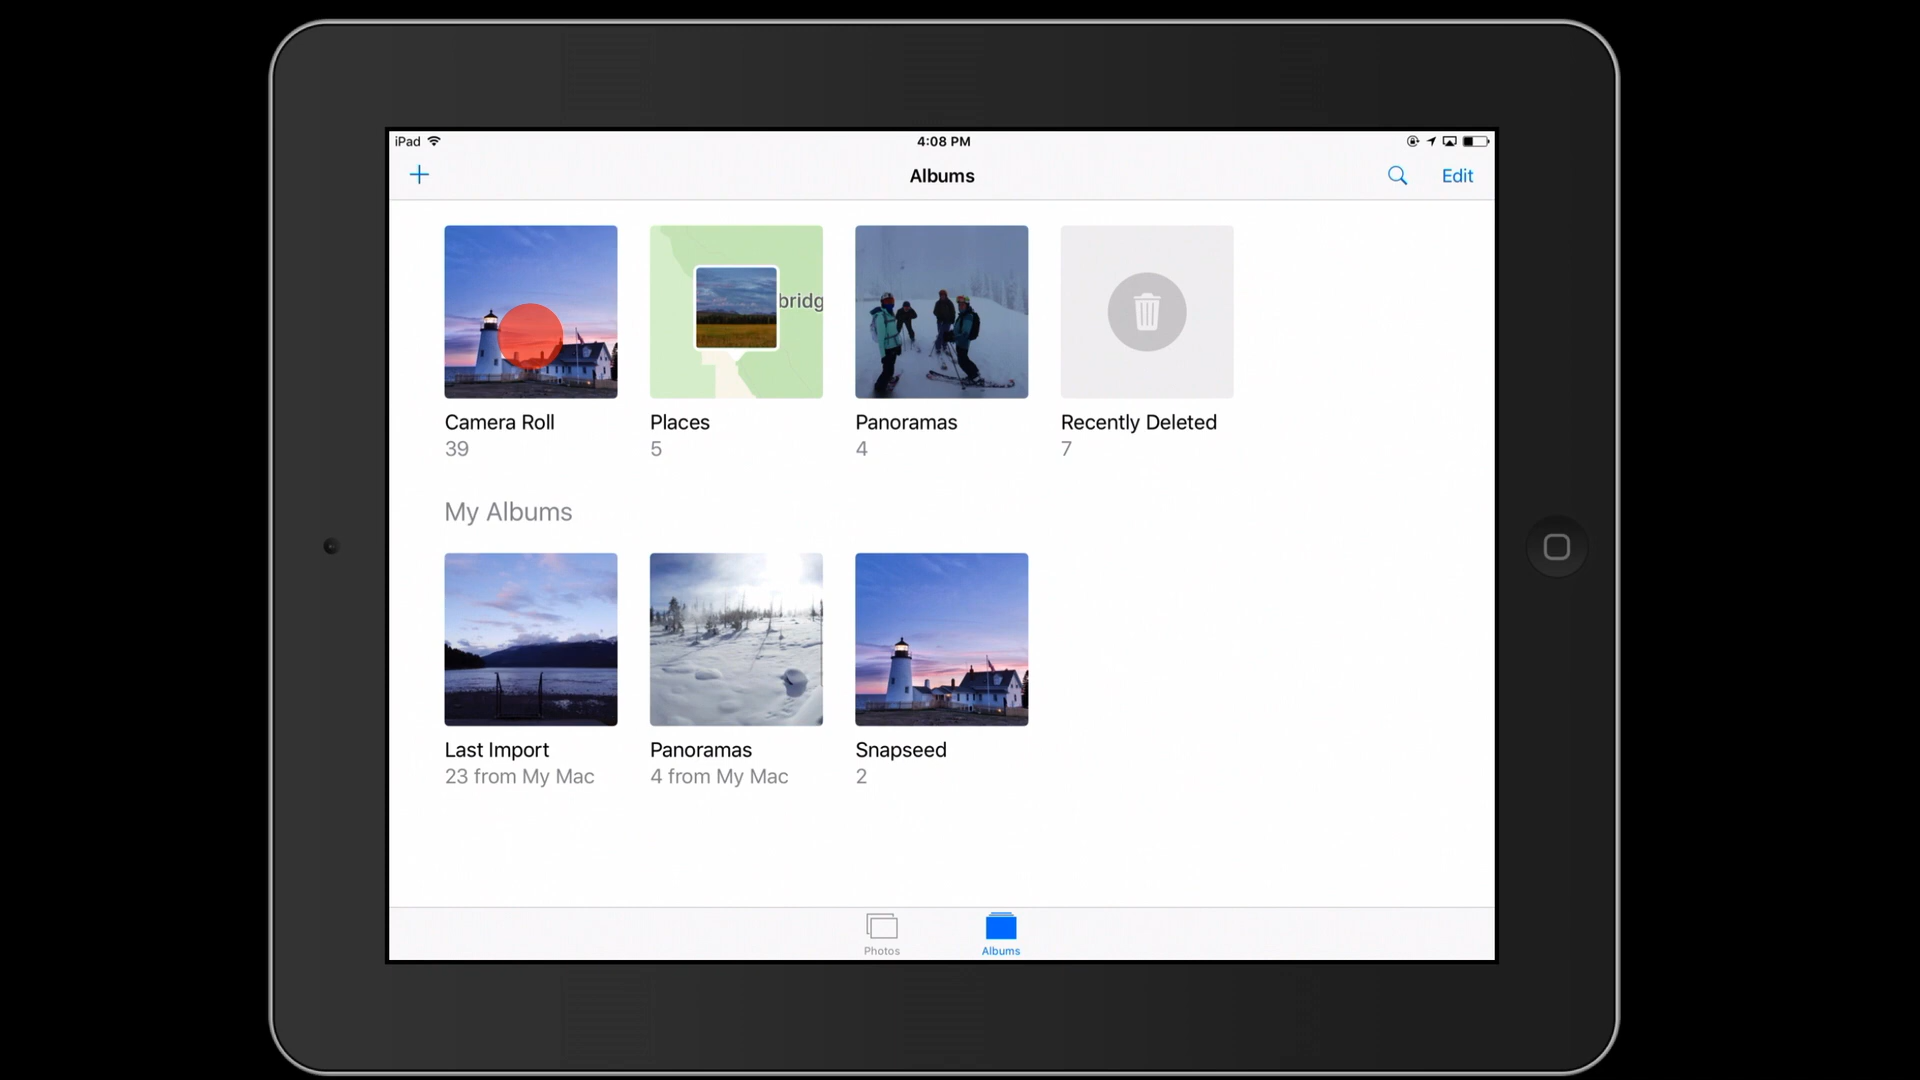 iPad
4:08 PM
Albums
Edit
bridg
Camera Roll
39
Places
5
Panoramas
4
Recently Deleted
7
My Albums
Last Import
23 from My Mac
Panoramas
4 from My Mac
Snapseed
2
Photos
Albums